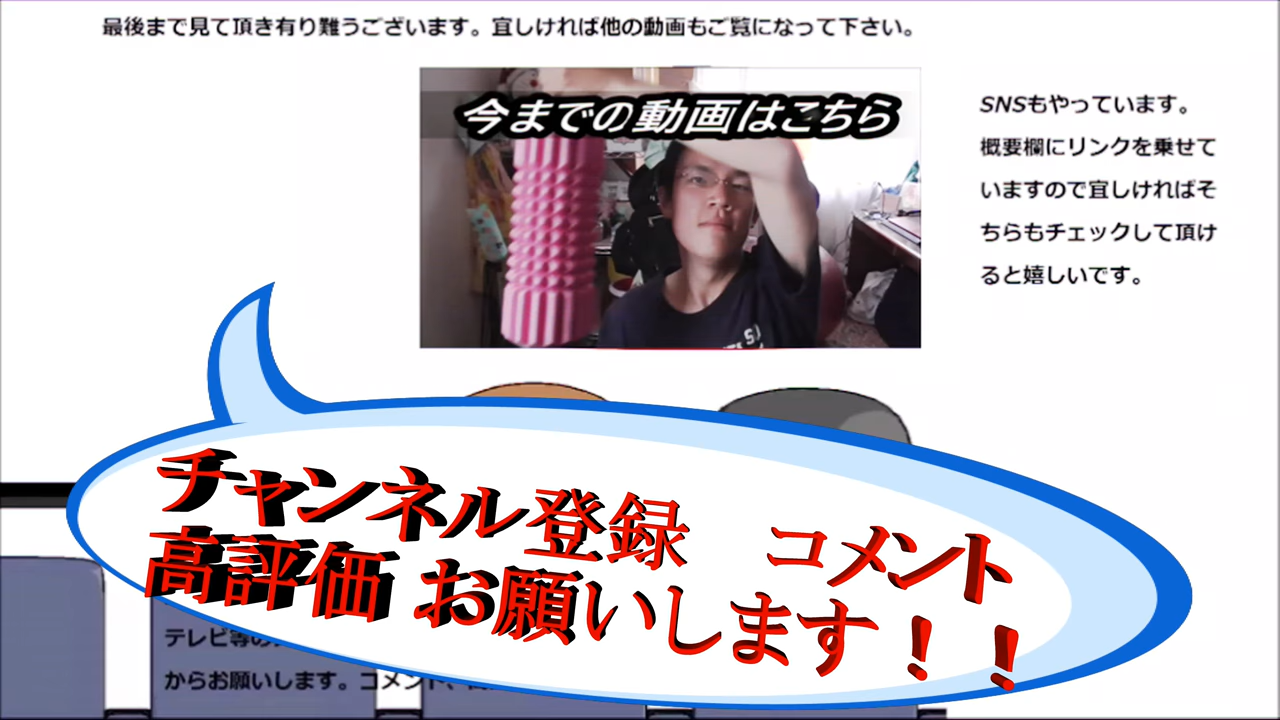 最後まで見て頂き有り難うございます。宜しければ他の動画もご覧になって下さい。
今までの動画はこちら
SNSもやっています。
概要欄にリンクを乗せて
いますので宜しければそ
ちらもチェックして頂け
ると嬉しいです。
チャンネル登録　コメント
高評価 お願いします！！
テレビ等の
からお願いします。コメント、